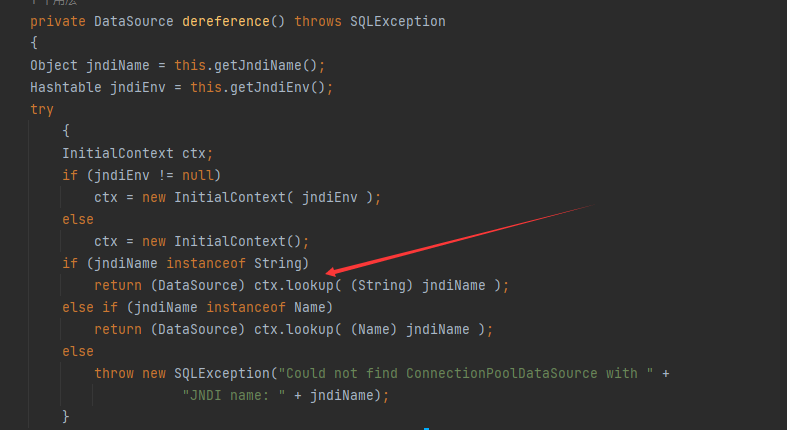 private DataSource dereference() throws SQLException
{
Object jndiName = this.getJndiName();
Hashtable jndiEnv = this.getJndiEnv();
try
{
InitialContext ctx;
if (jndiEnv != null)
ctx = new InitialContext( jndiEnv );
else
ctx = new InitialContext();
if (jndiName instanceof String)
return (DataSource) ctx.lookup( (String) jndiName );
else if (jndiName instanceof Name)
return (DataSource) ctx.lookup( (Name) jndiName );
else
throw new SQLException("Could not find ConnectionPoolDataSource with " +
"JNDI name: " + jndiName);
}